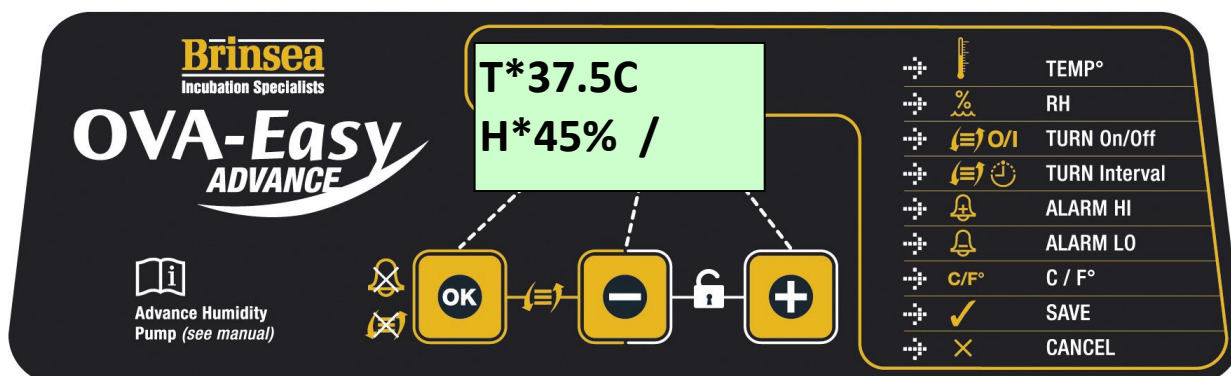 Brinsea
Incubation Specialists
OVA-Easy
ADVANCE
T*37.5C
H*45% /
i
Advance Humidity
Pump (see manual)
OK
TEMP°
% RH
O/I TURN On/Off
TURN Interval
ALARM HI
ALARM LO
C/F° C / F°
SAVE
CANCEL